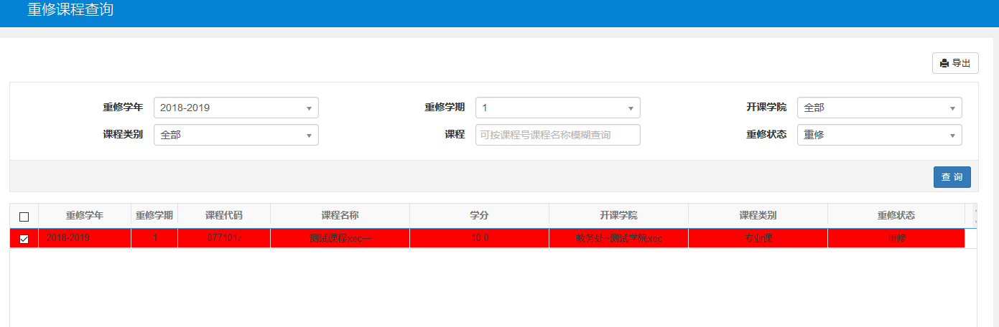 重修课程查询
导出
重修学年 2018-2019 重修学期 1 开课学院 全部
课程类别 全部 课程 可按课程号课程名称模糊查询 重修状态 重修
查 询
重修学年 重修学期 课程代码 课程名称 学分 开课学院 课程类别 重修状态
2018-2019 1 077101z 测试课程xec一 10.0 教务处--测试学院xec 专业课 重修